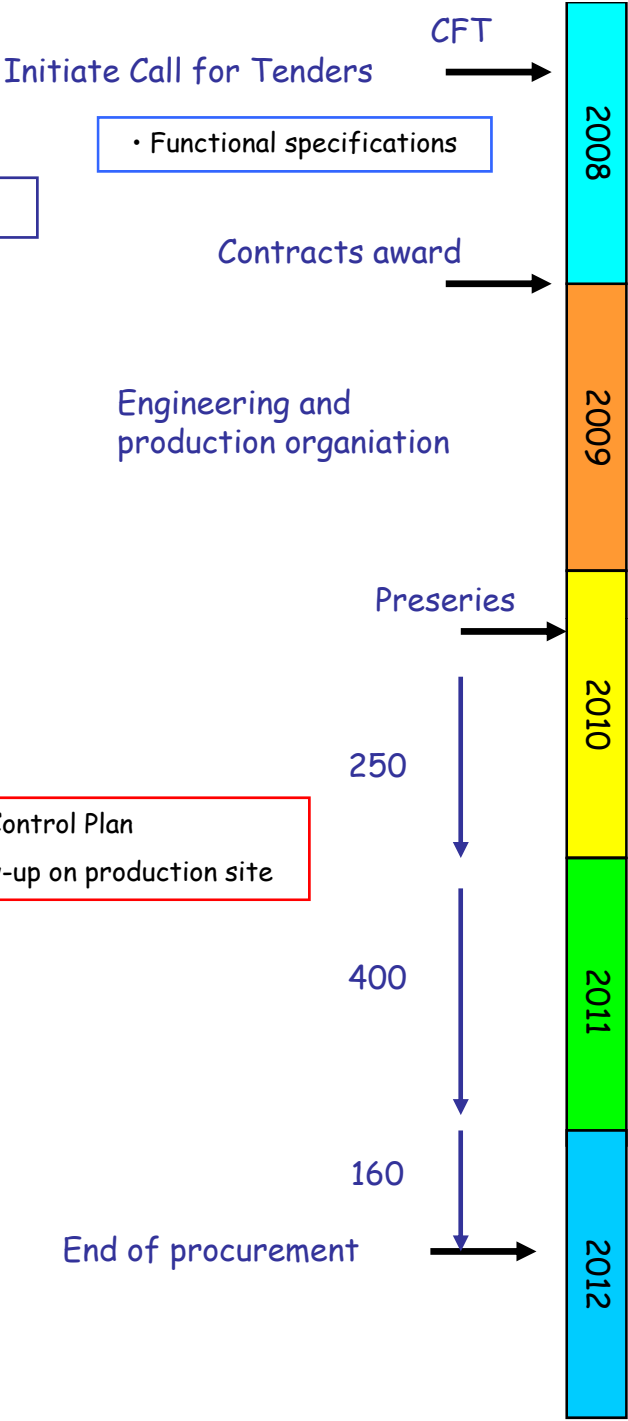 CFT
Initiate Call for Tenders
2008
• Functional specifications
Contracts award
Engineering and
production organiation
2009
Preseries
2010
250
Control Plan
-up on production site
400
2011
160
End of procurement
2012